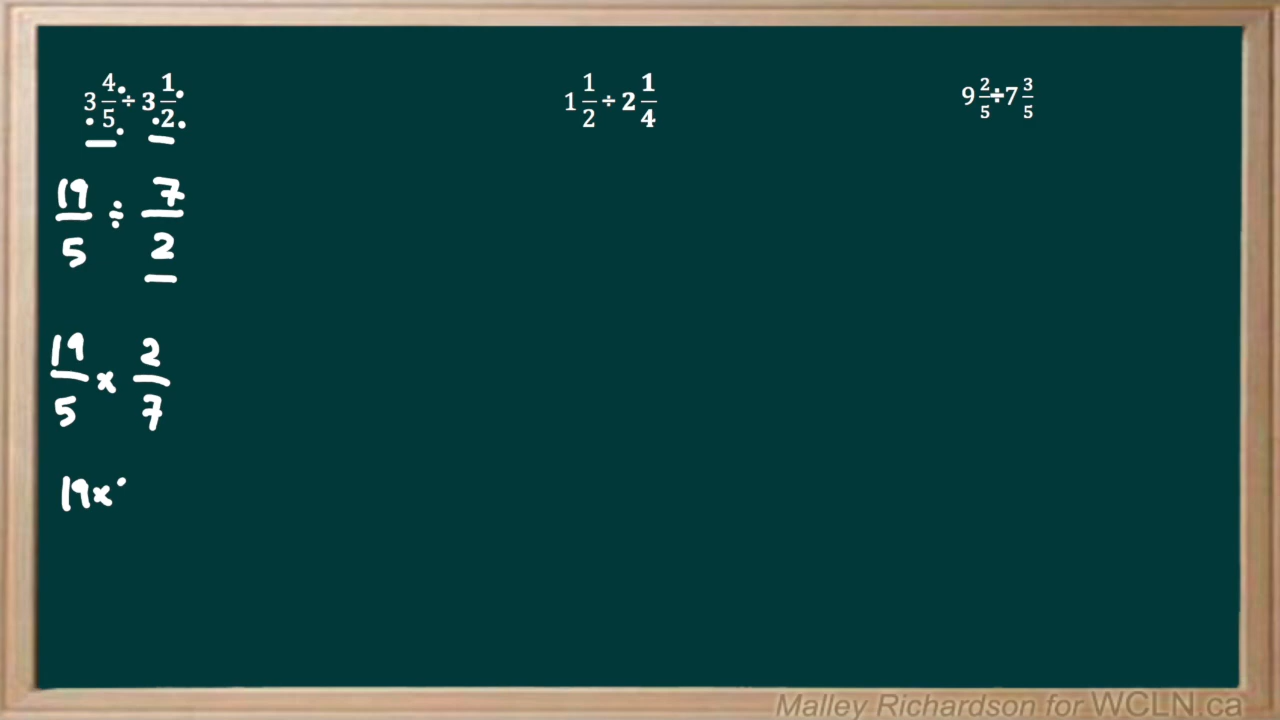 3 4/5 ÷ 3 1/2
19/5 ÷ 7/2
19/5 x 2/7
19x
1 1/2 ÷ 2 1/4
9 2/5 ÷ 7 3/5
Malley Richardson for WCLN.ca